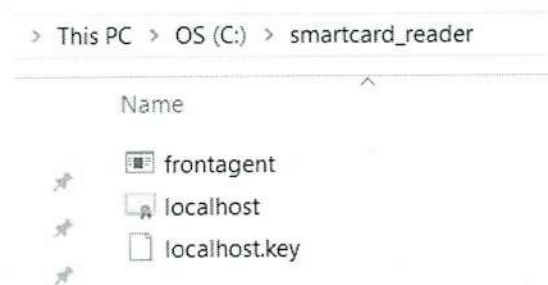 > This PC > OS (C:) > smartcard_reader
Name
frontagent
localhost
localhost.key